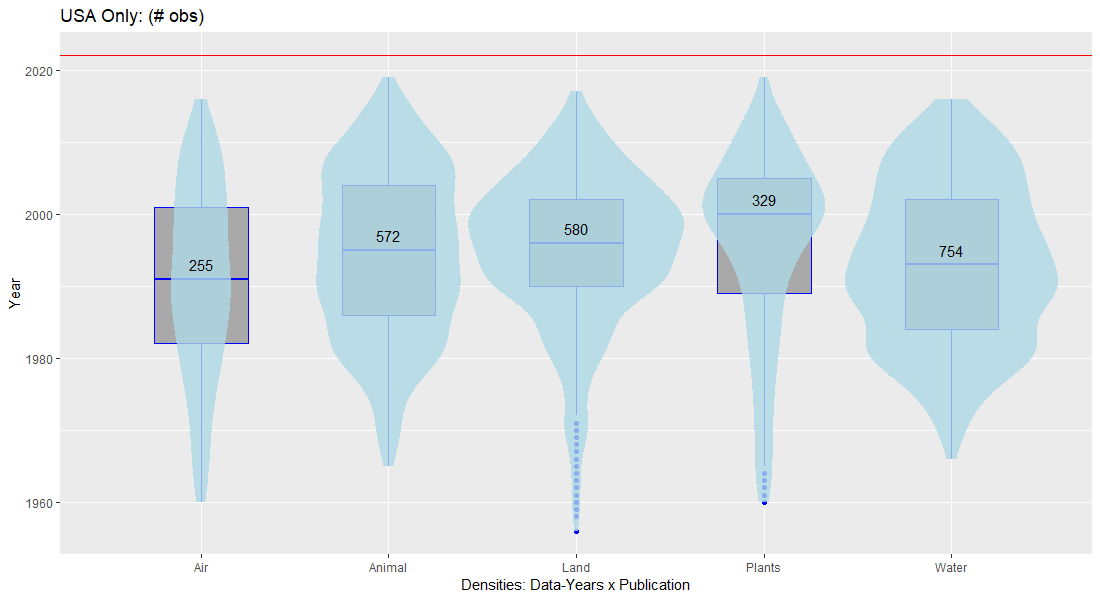 USA Only: (# obs)
2020
2000
1980
1960
Year
255
572
580
329
754
Air Animal Land Plants Water
Densities: Data-Years x Publication